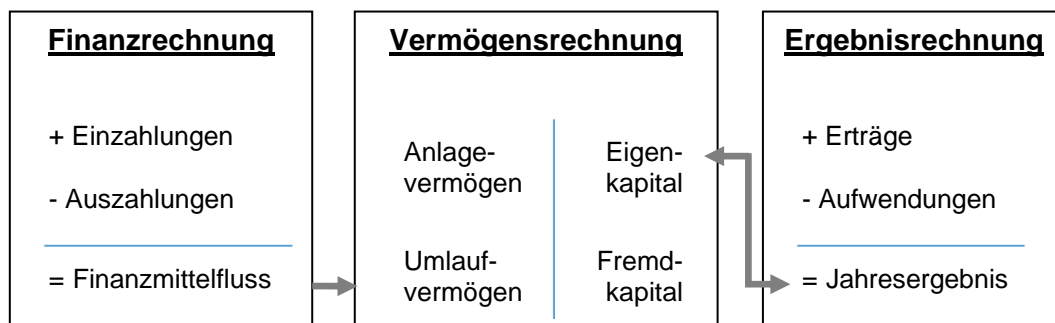 Finanzrechnung
+ Einzahlungen
- Auszahlungen
= Finanzmittelfluss
Vermögensrechnung
Anlage-
vermögen
Eigen-
kapital
Umlauf-
vermögen
Fremd-
kapital
Ergebnisrechnung
+ Erträge
- Aufwendungen
= Jahresergebnis